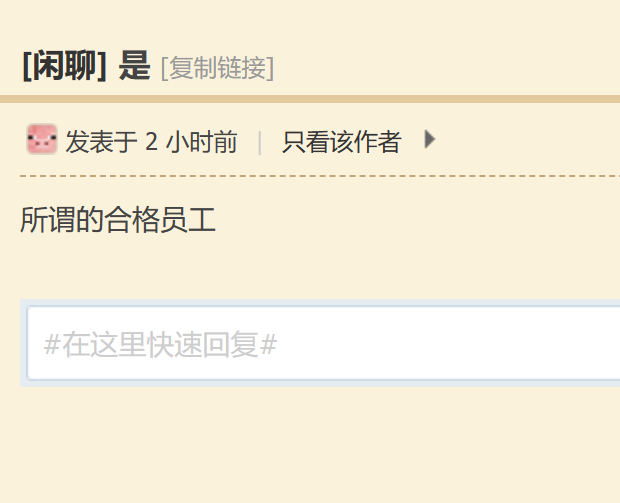 [闲聊] 是 [复制链接]
发表于 2 小时前 | 只看该作者
所谓的合格员工
#在这里快速回复#